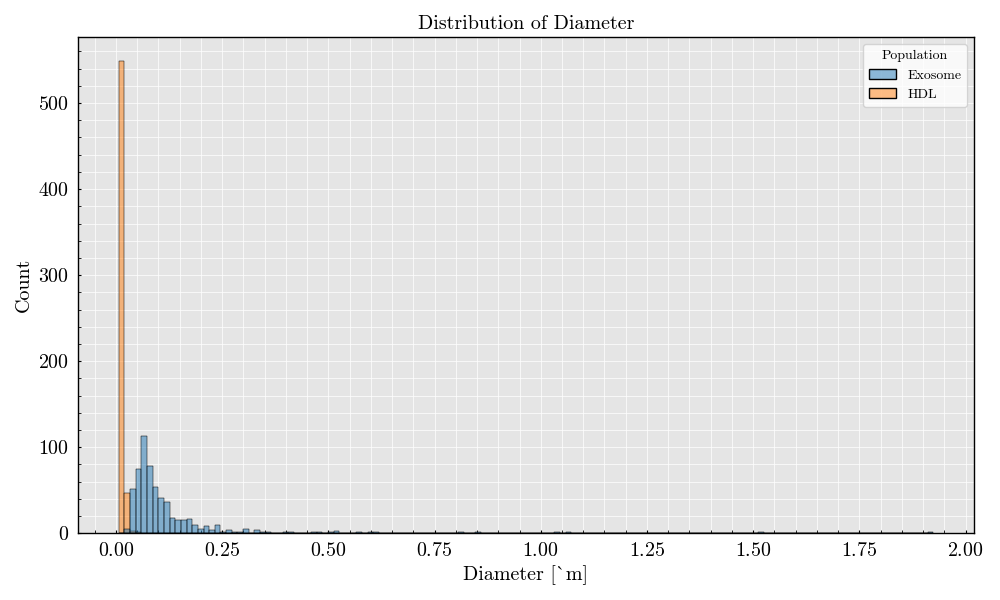 Distribution of Diameter
Population
Exosome
HDL
Count
500
400
300
200
100
0
0.00 0.25 0.50 0.75 1.00 1.25 1.50 1.75 2.00
Diameter [`m]